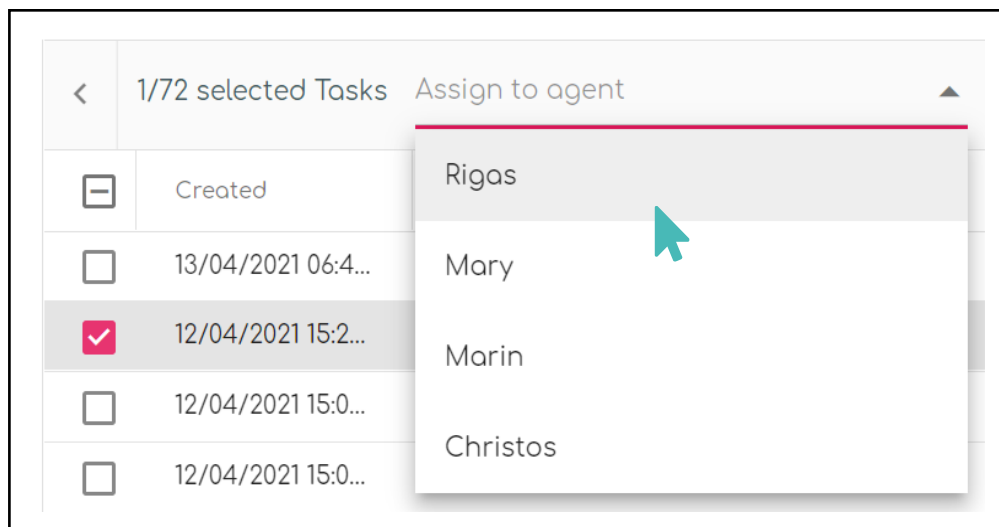 1/72 selected Tasks Assign to agent
Created
13/04/2021 06:4...
12/04/2021 15:2...
12/04/2021 15:0...
12/04/2021 15:0...
Rigas
Mary
Marin
Christos